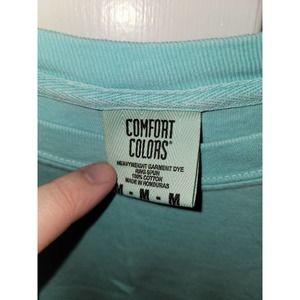 COMFORT
COLORS®
HEAVYWEIGHT GARMENT DYE
RING SPUN
100% COTTON
MADE IN HONDURAS
M - M - M